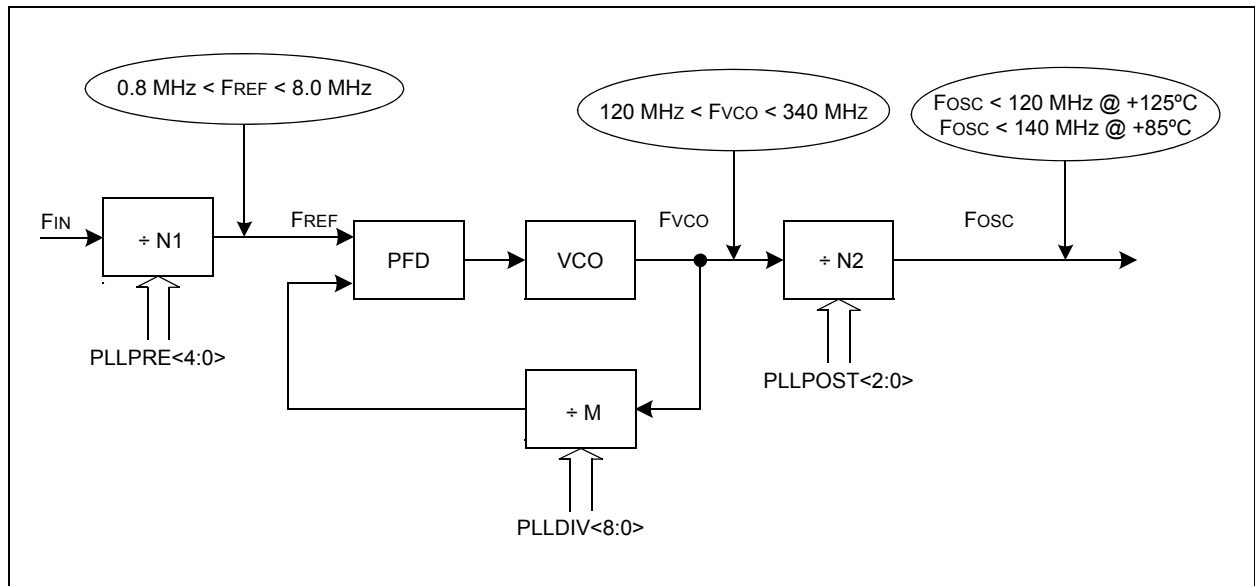 0.8 MHz < FREF < 8.0 MHz
120 MHz < FVCO < 340 MHZ
FOSC < 120 MHz @ +125ºC
FOSC < 140 MHz @ +85ºC
FIN
÷ N1
FREF
PFD
VCO
FVCO
÷ N2
FOSC
PLLPRE<4:0>
PLLPOST<2:0>
÷ M
PLLDIV<8:0>